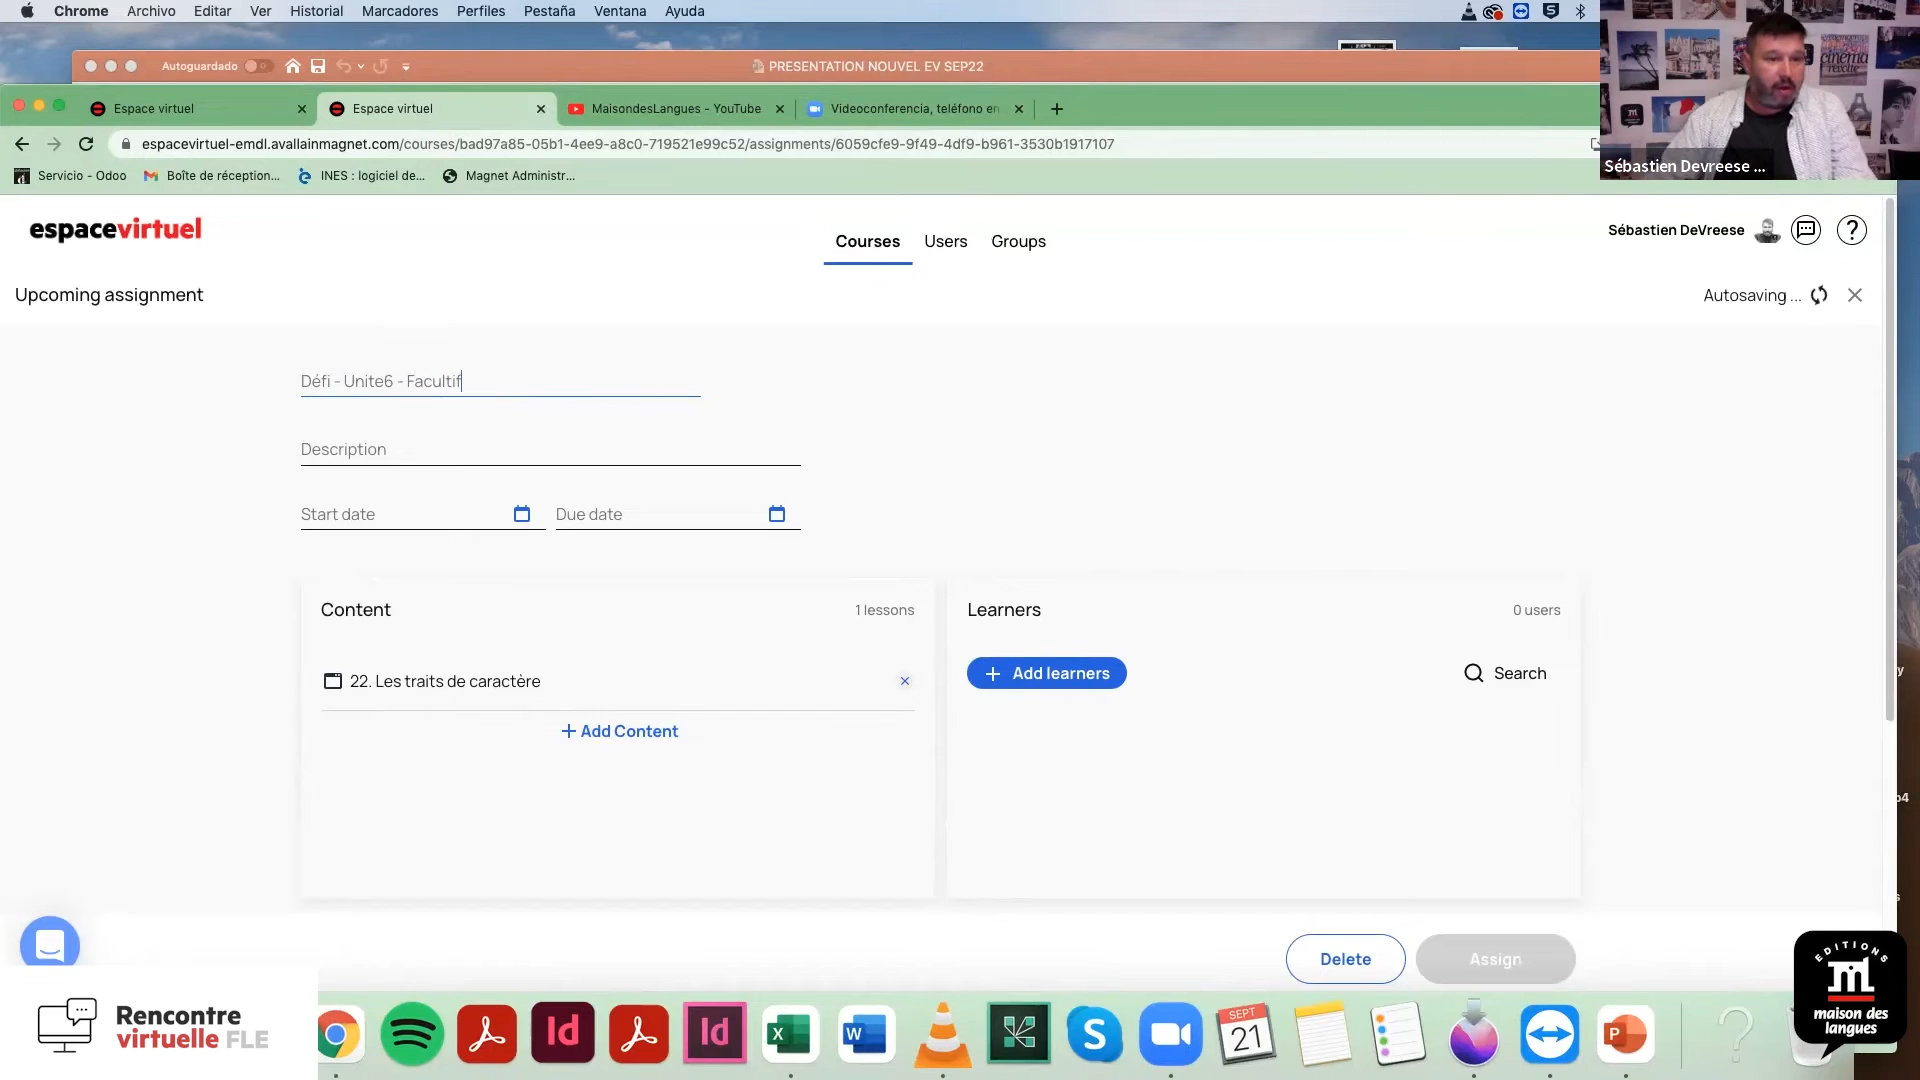 Chrome Archivo Editar Ver Historial Marcadores Perfiles Pestaña Ventana Ayuda
Autoguardado
PRESENTATION NOUVEL EV SEP22
Espace virtuel
Espace virtuel
MaisondesLangues - YouTube
Videoconferencia, teléfono en
espacevirtuel-emdl.avallainmagnet.com/courses/bad97a85-05b1-4ee9-a8c0-719521e99c52/assignments/6059cfe9-9f49-4df9-b961-3530b1917107
Servicio - Odoo
Boîte de réception...
INES : logiciel de...
Magnet Administr...
cinéma
révolte
Sébastien Devreese ...
espacevirtuel
Courses Users Groups
Sébastien DeVreese
Upcoming assignment
Autosaving ...
Défi - Unite6 - Facultif
Description
Start date
Due date
Content
1 lessons
22. Les traits de caractère
+ Add Content
Learners
0 users
+ Add learners
Search
Delete
Assign
Rencontre
virtuelle FLE
Id
Id
X
W
S
SEPT
21
P
?
EDITIONS
maison des
langues